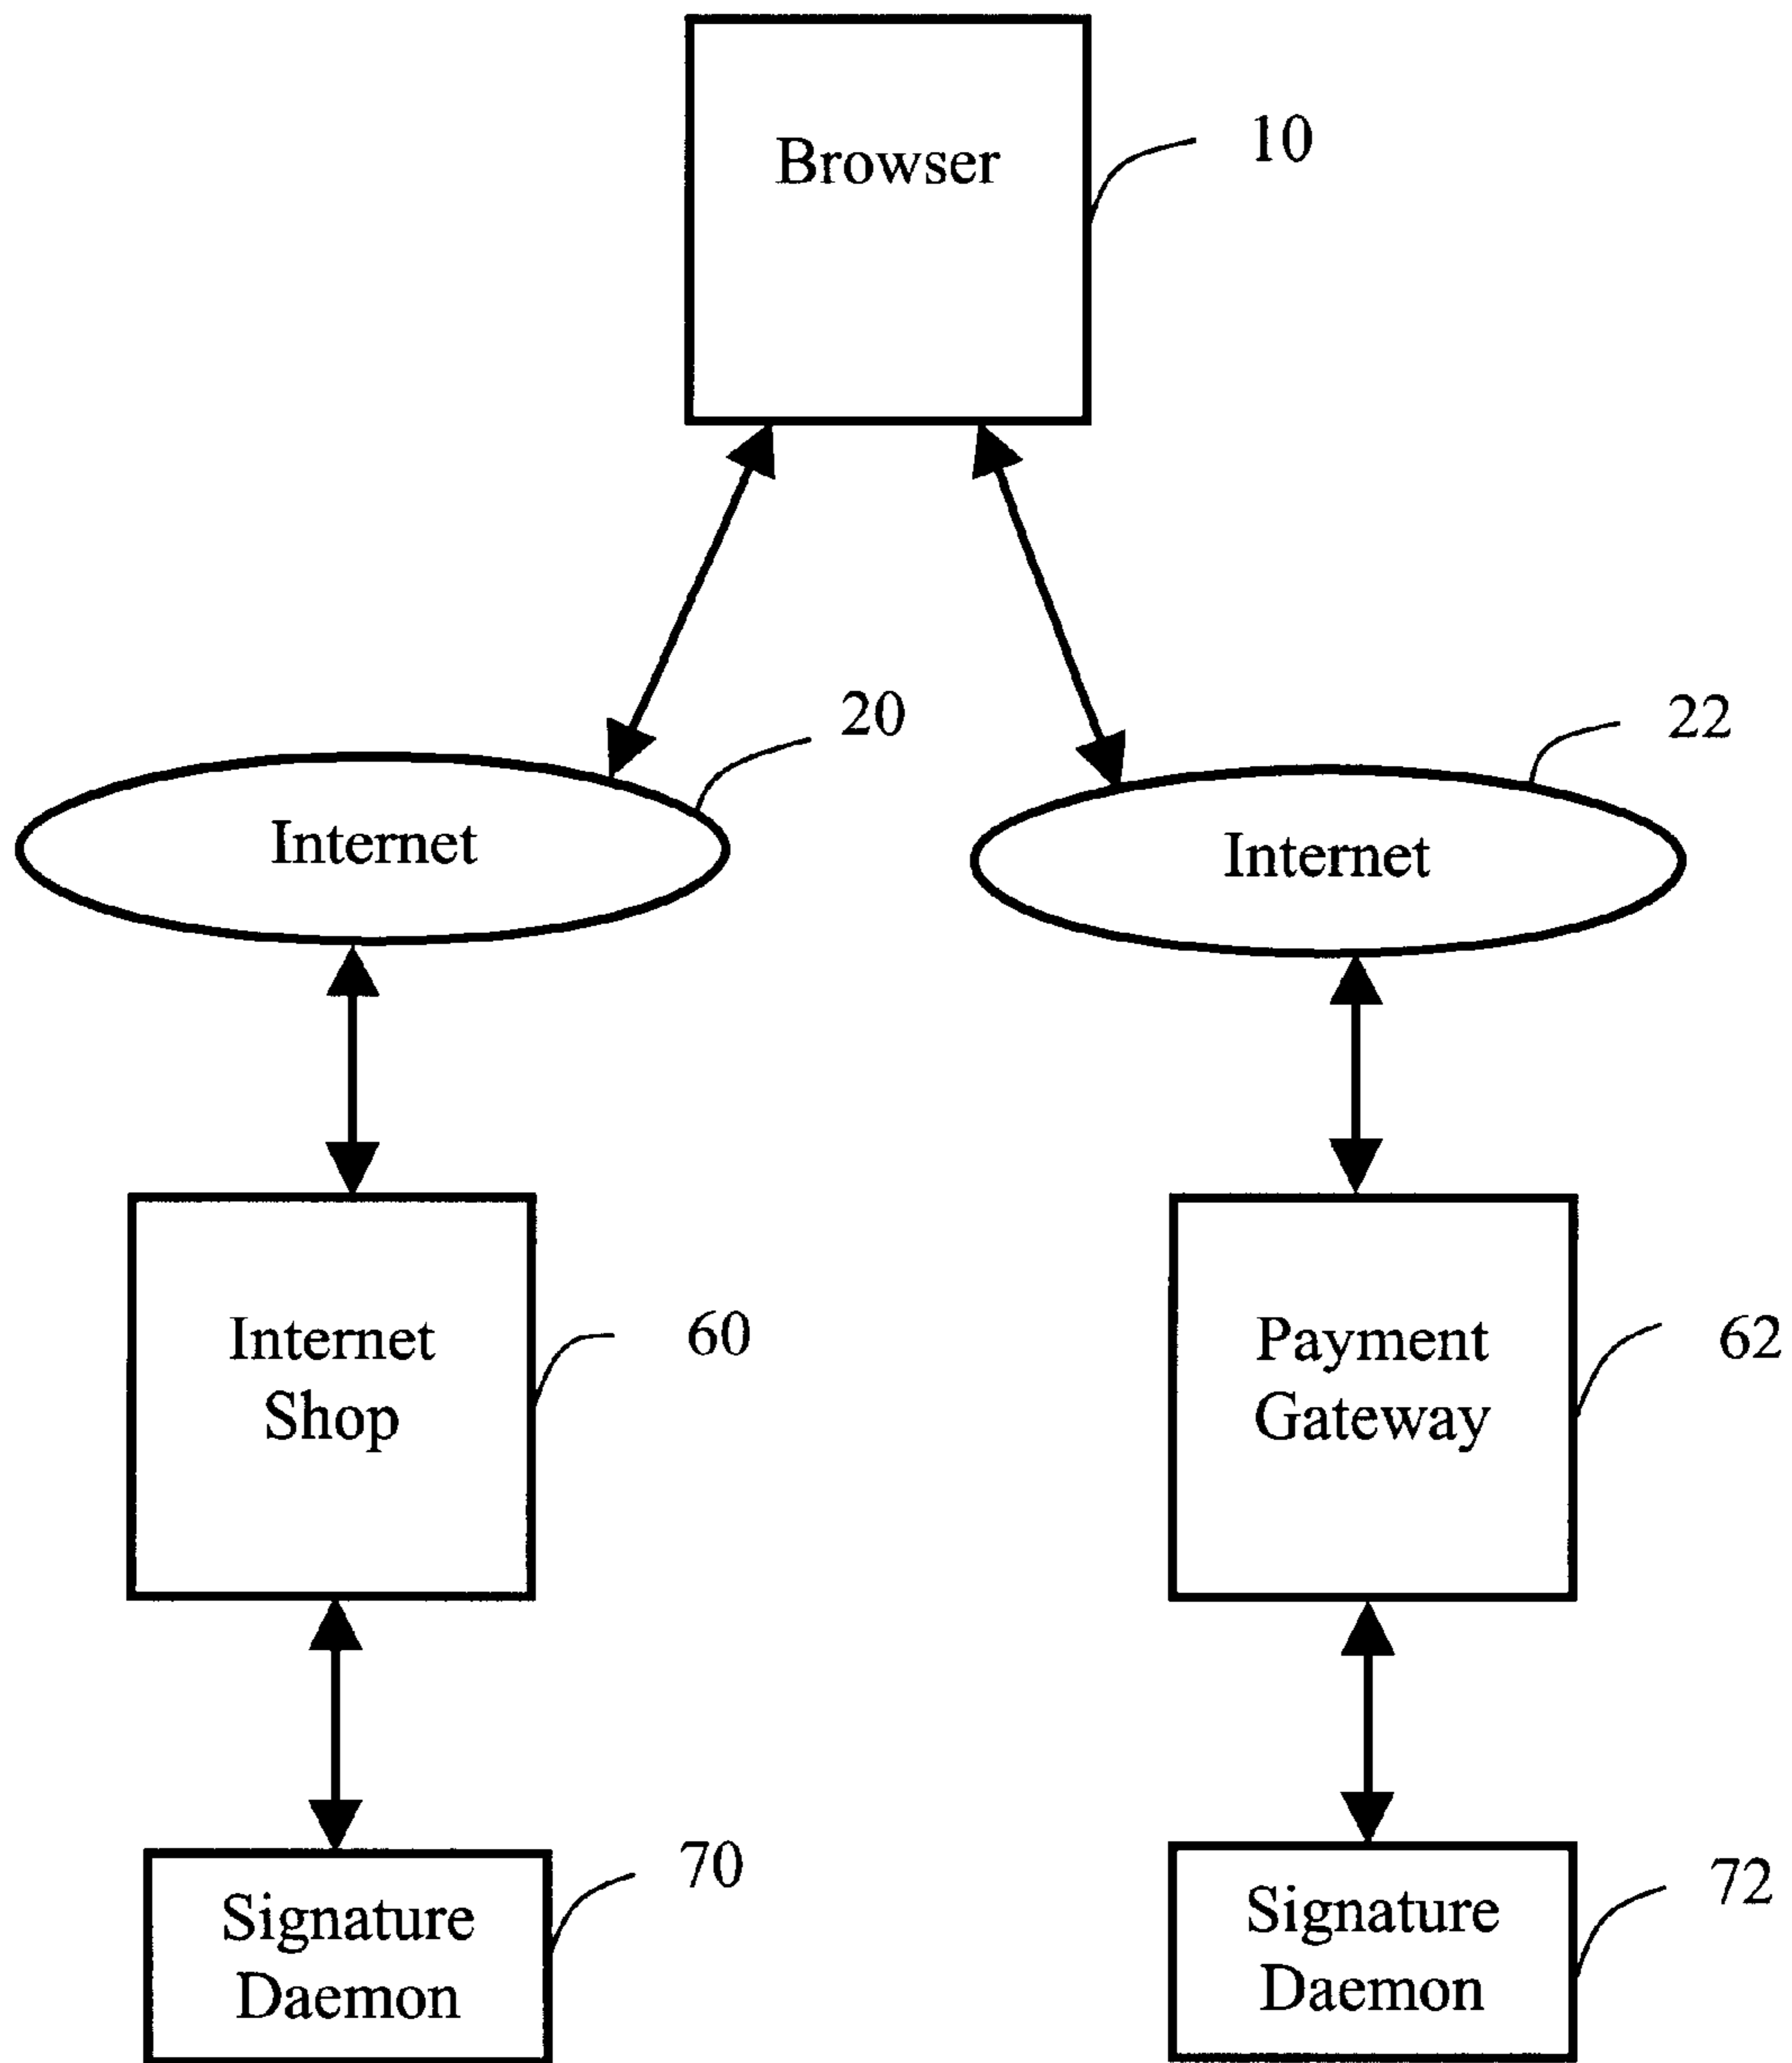 Browser
10
20
22
Internet
Internet
Internet
Shop
60
Payment
Gateway
62
Signature
Daemon
70
Signature
Daemon
72